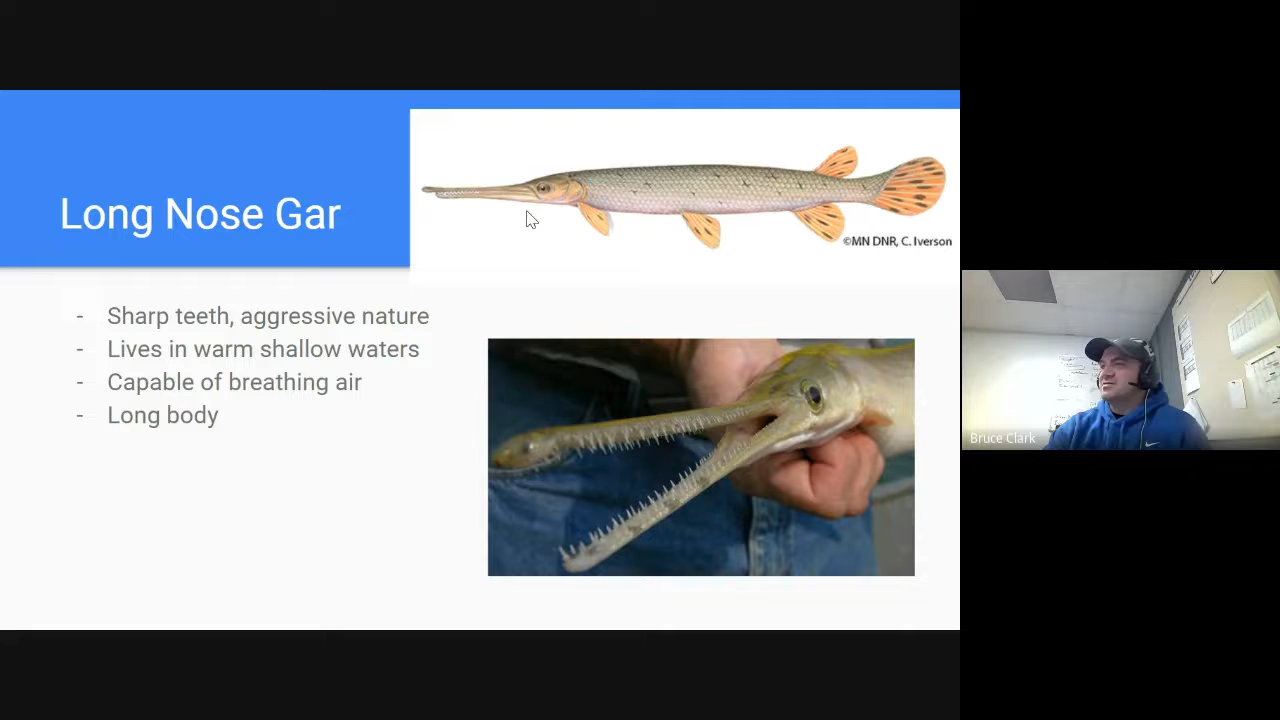 Long Nose Gar
©MN DNR, C. Iverson
- Sharp teeth, aggressive nature
- Lives in warm shallow waters
- Capable of breathing air
- Long body
Bruce Clark